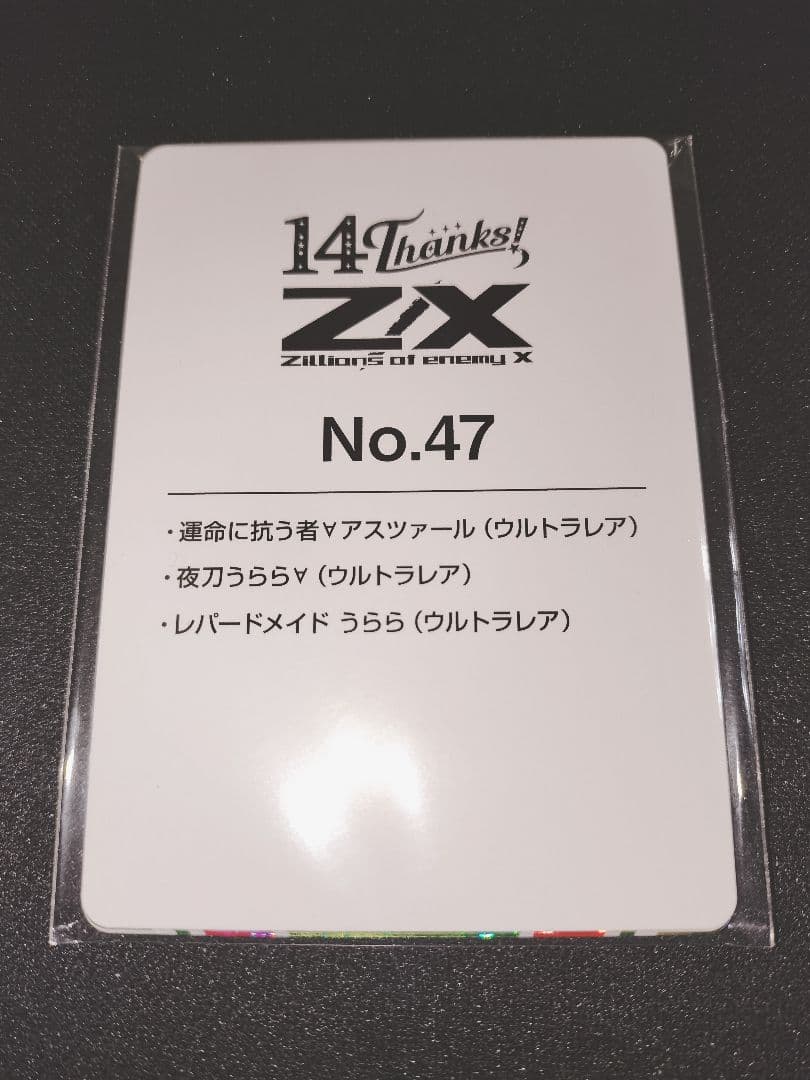 14 Thanks!
Z/X
Zillions of enemy X
No.47
・運命に抗う者∀アスツァール（ウルトラレア）
・夜刀うらら∀（ウルトラレア）
・レパードメイド うらら（ウルトラレア）